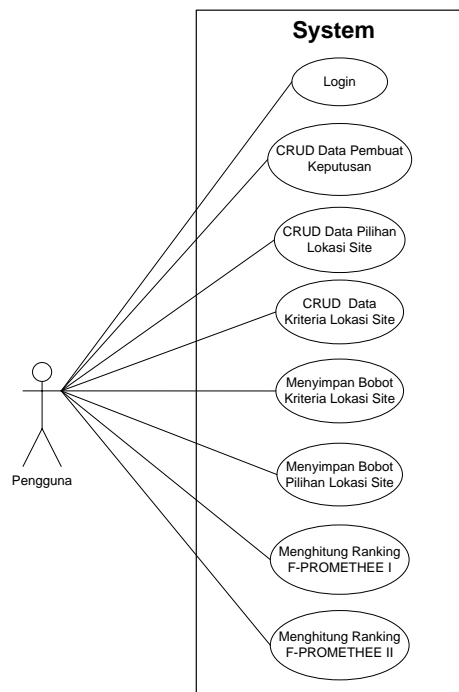 System
Login
CRUD Data Pembuat
Keputusan
CRUD Data Pilihan
Lokasi Site
CRUD Data
Kriteria Lokasi Site
Menyimpan Bobot
Kriteria Lokasi Site
Menyimpan Bobot
Pilihan Lokasi Site
Menghitung Ranking
F-PROMETHEE I
Menghitung Ranking
F-PROMETHEE II
Pengguna